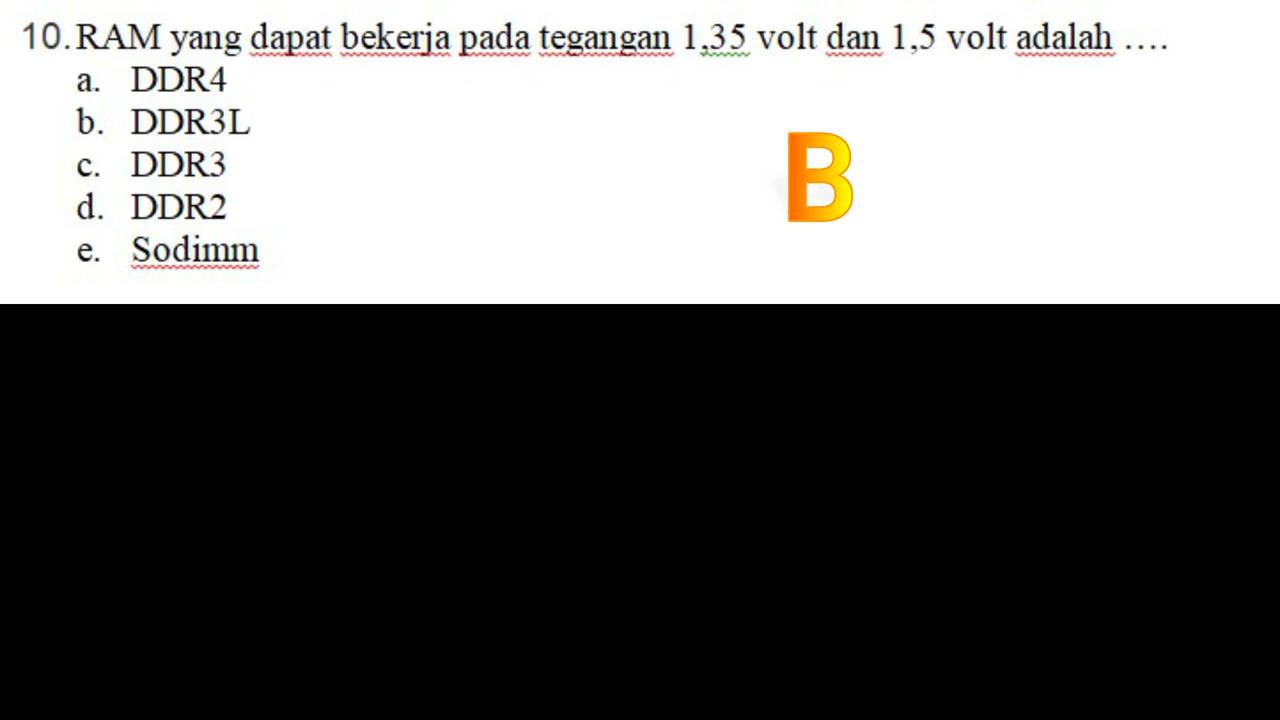 10. RAM yang dapat bekerja pada tegangan 1,35 volt dan 1,5 volt adalah ….
a. DDR4
b. DDR3L
B
c. DDR3
d. DDR2
e. Sodimm